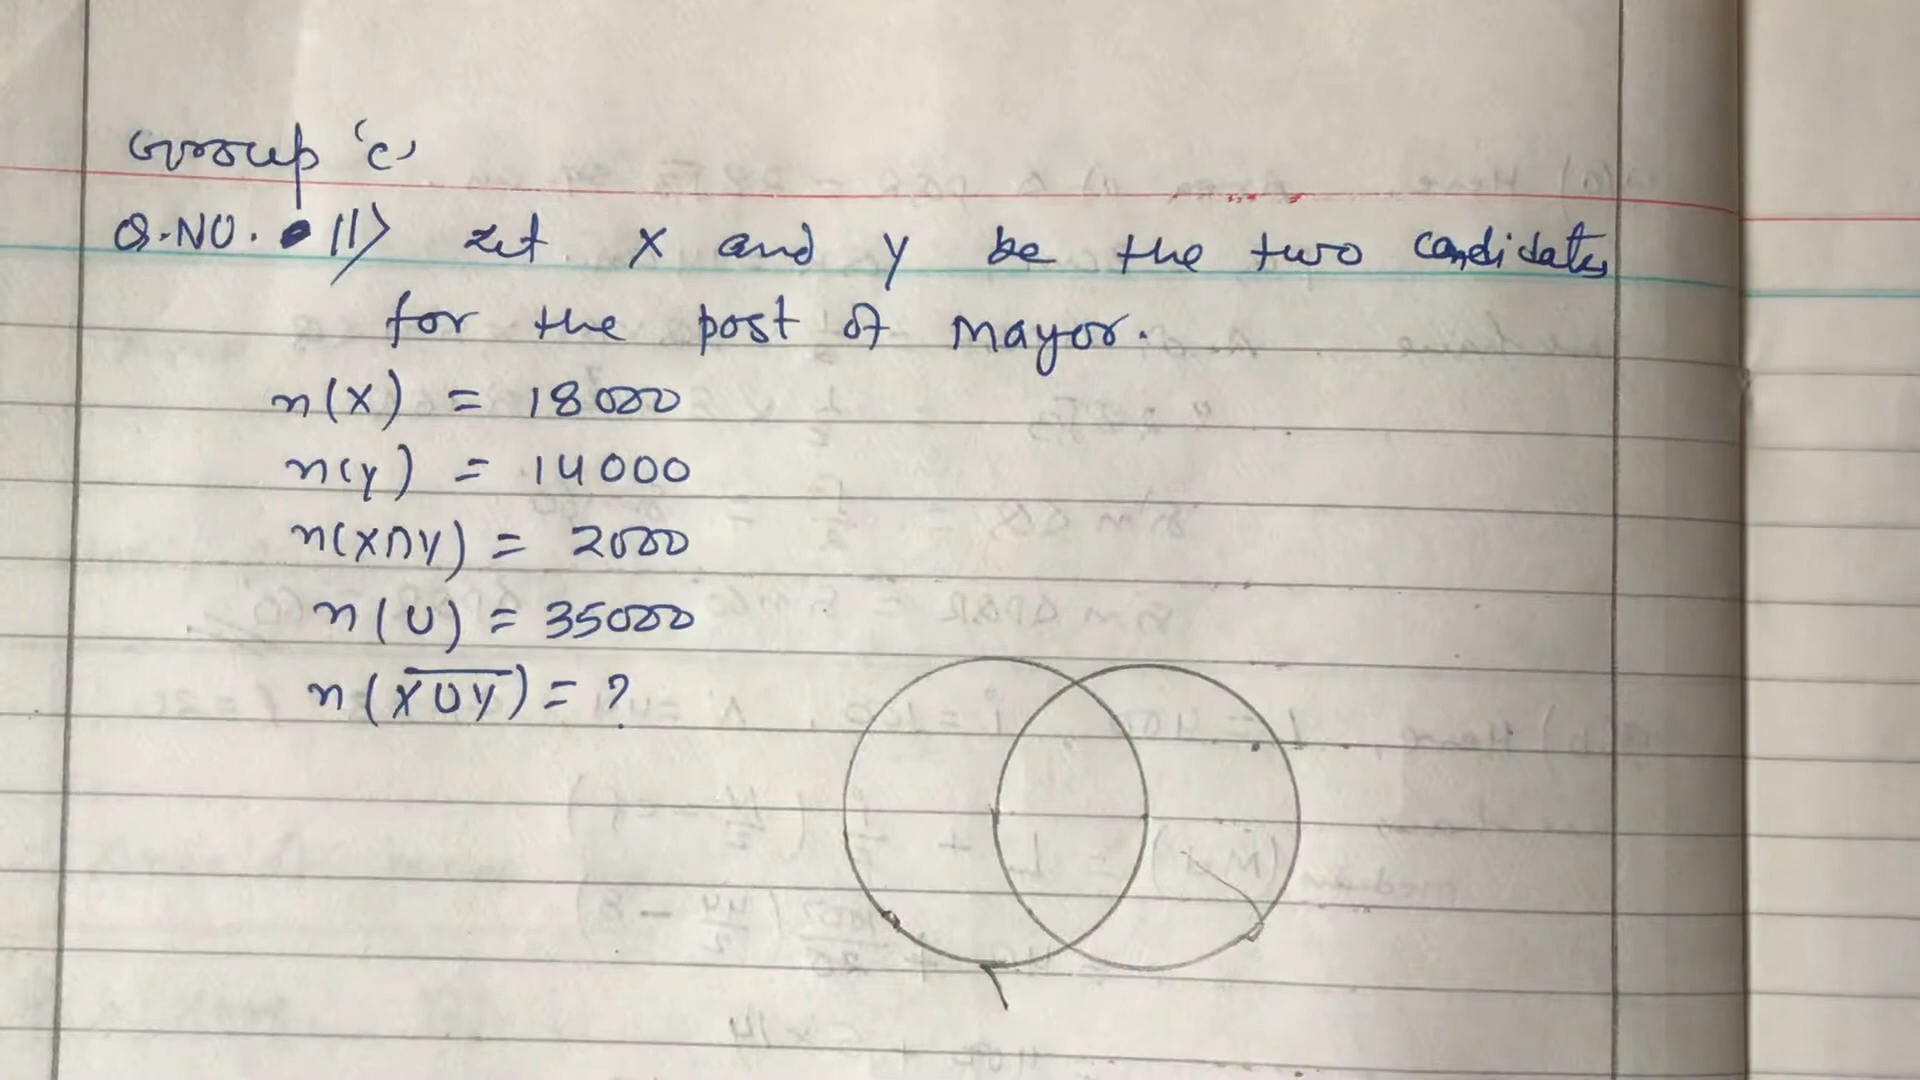 Group 'c'
Q.NO. 11> Let X and Y be the two candidates
for the post of mayor.
n(X) = 18000
n(Y) = 14000
n(X∩Y) = 2000
n(U) = 35000
n(X̅ ̅U̅ ̅Y̅) = ?